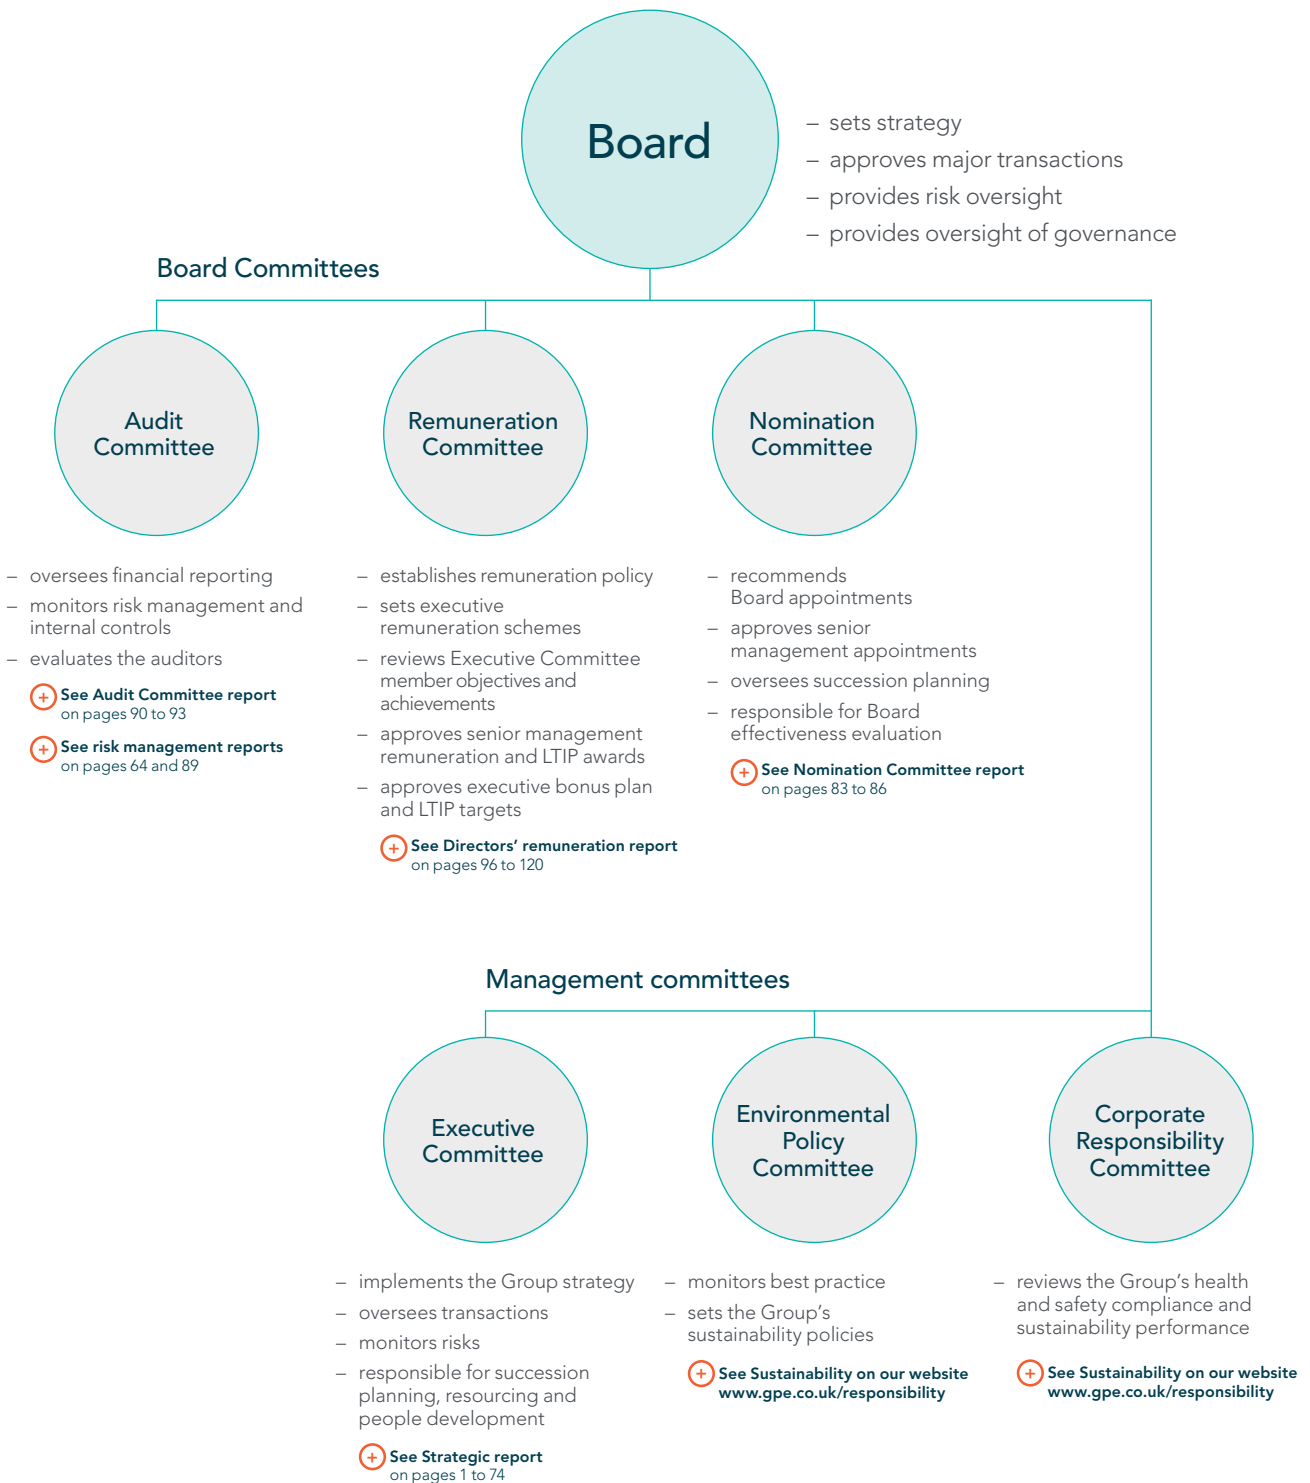 Board
– sets strategy
– approves major transactions
– provides risk oversight
– provides oversight of governance
Board Committees
Audit
Committee
– oversees financial reporting
– monitors risk management and
internal controls
– evaluates the auditors
See Audit Committee report
on pages 90 to 93
See risk management reports
on pages 64 and 89
Remuneration
Committee
– establishes remuneration policy
– sets executive
remuneration schemes
– reviews Executive Committee
member objectives and
achievements
– approves senior management
remuneration and LTIP awards
– approves executive bonus plan
and LTIP targets
See Directors’ remuneration report
on pages 96 to 120
Nomination
Committee
– recommends
Board appointments
– approves senior
management appointments
– oversees succession planning
– responsible for Board
effectiveness evaluation
See Nomination Committee report
on pages 83 to 86
Management committees
Executive
Committee
– implements the Group strategy
– oversees transactions
– monitors risks
– responsible for succession
planning, resourcing and
people development
See Strategic report
on pages 1 to 74
Environmental
Policy
Committee
– monitors best practice
– sets the Group’s
sustainability policies
See Sustainability on our website
www.gpe.co.uk/responsibility
Corporate
Responsibility
Committee
– reviews the Group’s health
and safety compliance and
sustainability performance
See Sustainability on our website
www.gpe.co.uk/responsibility